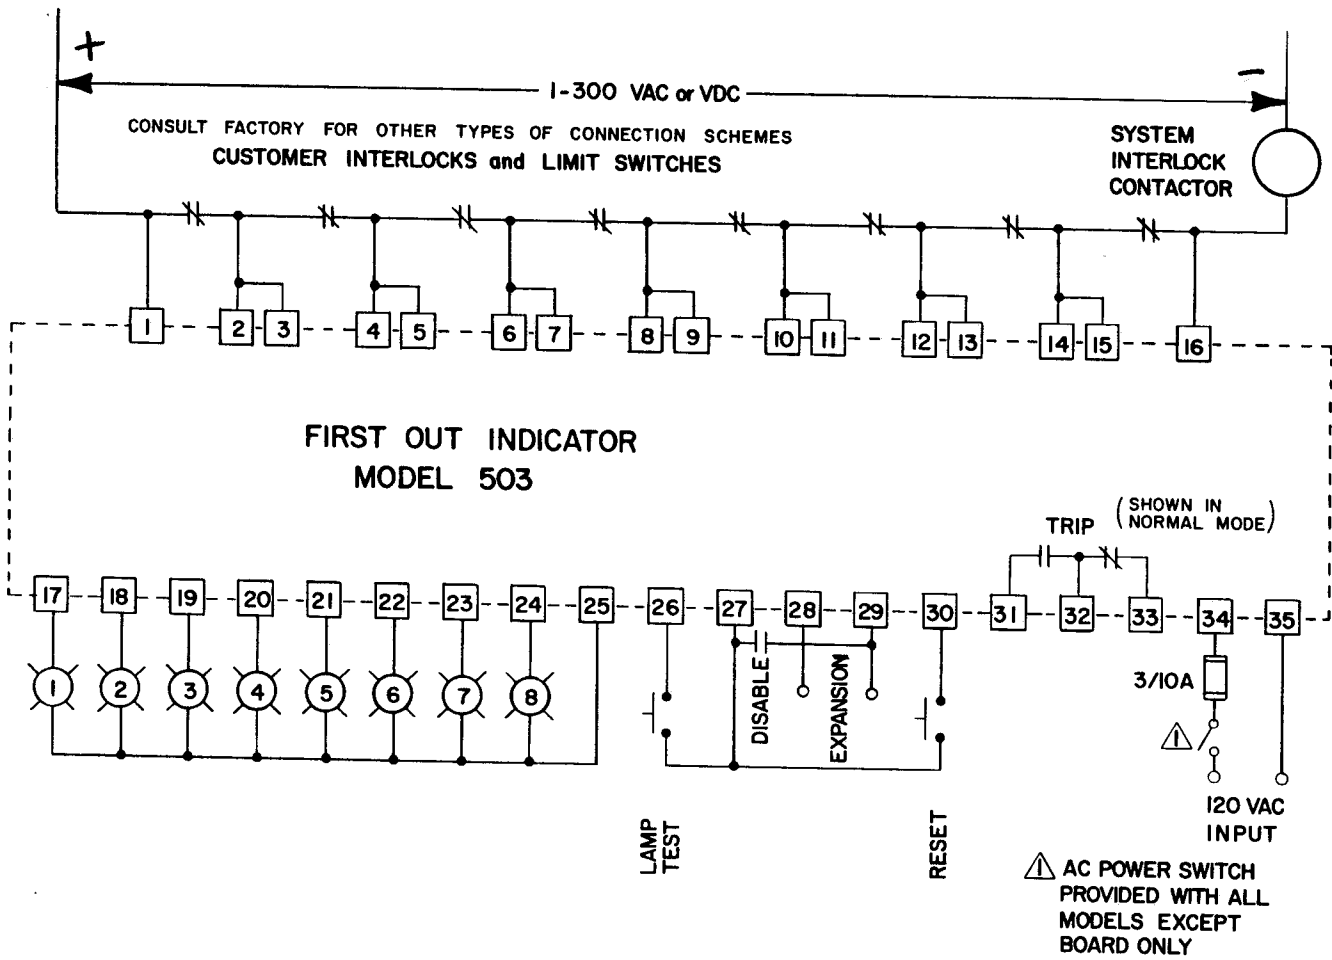 +
-
1-300 VAC or VDC
CONSULT FACTORY FOR OTHER TYPES OF CONNECTION SCHEMES
CUSTOMER INTERLOCKS and LIMIT SWITCHES
SYSTEM
INTERLOCK
CONTACTOR
1 2 3 4 5 6 7 8 9 10 11 12 13 14 15 16
FIRST OUT INDICATOR
MODEL 503
TRIP
(SHOWN IN
NORMAL MODE)
17 18 19 20 21 22 23 24 25 26 27 28 29 30 31 32 33 34 35
1 2 3 4 5 6 7 8
DISABLE
EXPANSION
3/10A
1
120 VAC
INPUT
LAMP
TEST
RESET
1 AC POWER SWITCH
PROVIDED WITH ALL
MODELS EXCEPT
BOARD ONLY